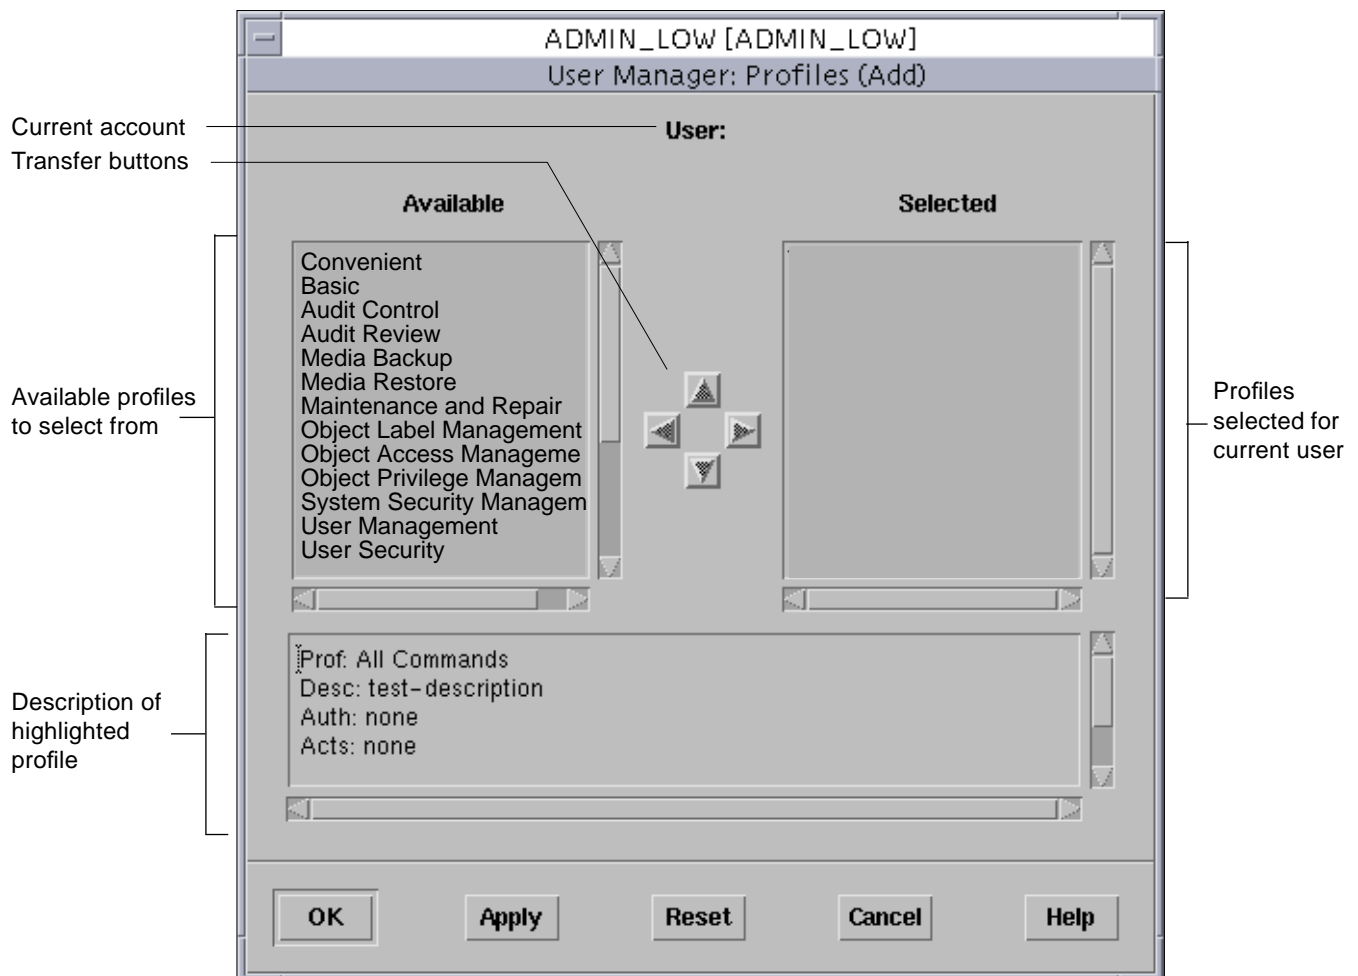 ADMIN_LOW [ADMIN_LOW]
User Manager: Profiles (Add)
Current account
User:
Transfer buttons
Available
Selected
Convenient
Basic
Audit Control
Audit Review
Media Backup
Media Restore
Maintenance and Repair
Object Label Management
Object Access Manageme
Object Privilege Managem
System Security Managem
User Management
User Security
Available profiles
to select from
Profiles
selected for
current user
Prof: All Commands
Desc: test-description
Auth: none
Acts: none
Description of
highlighted
profile
OK
Apply
Reset
Cancel
Help